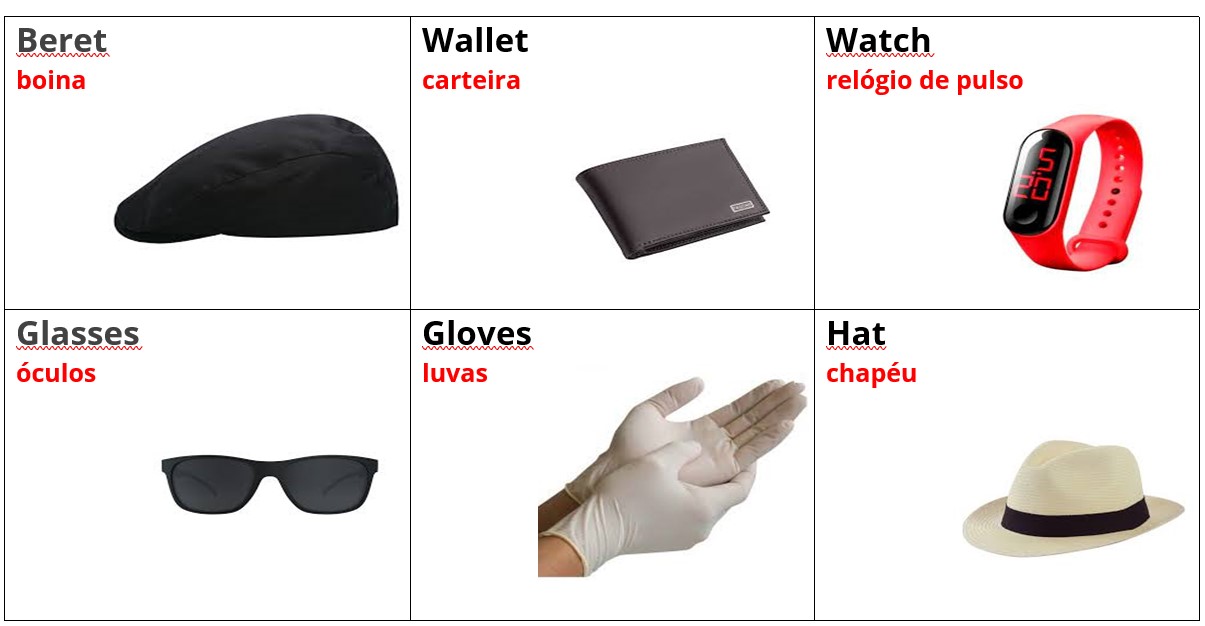 Beret
boina
Wallet
carteira
Watch
relógio de pulso
Glasses
óculos
Gloves
luvas
Hat
chapéu